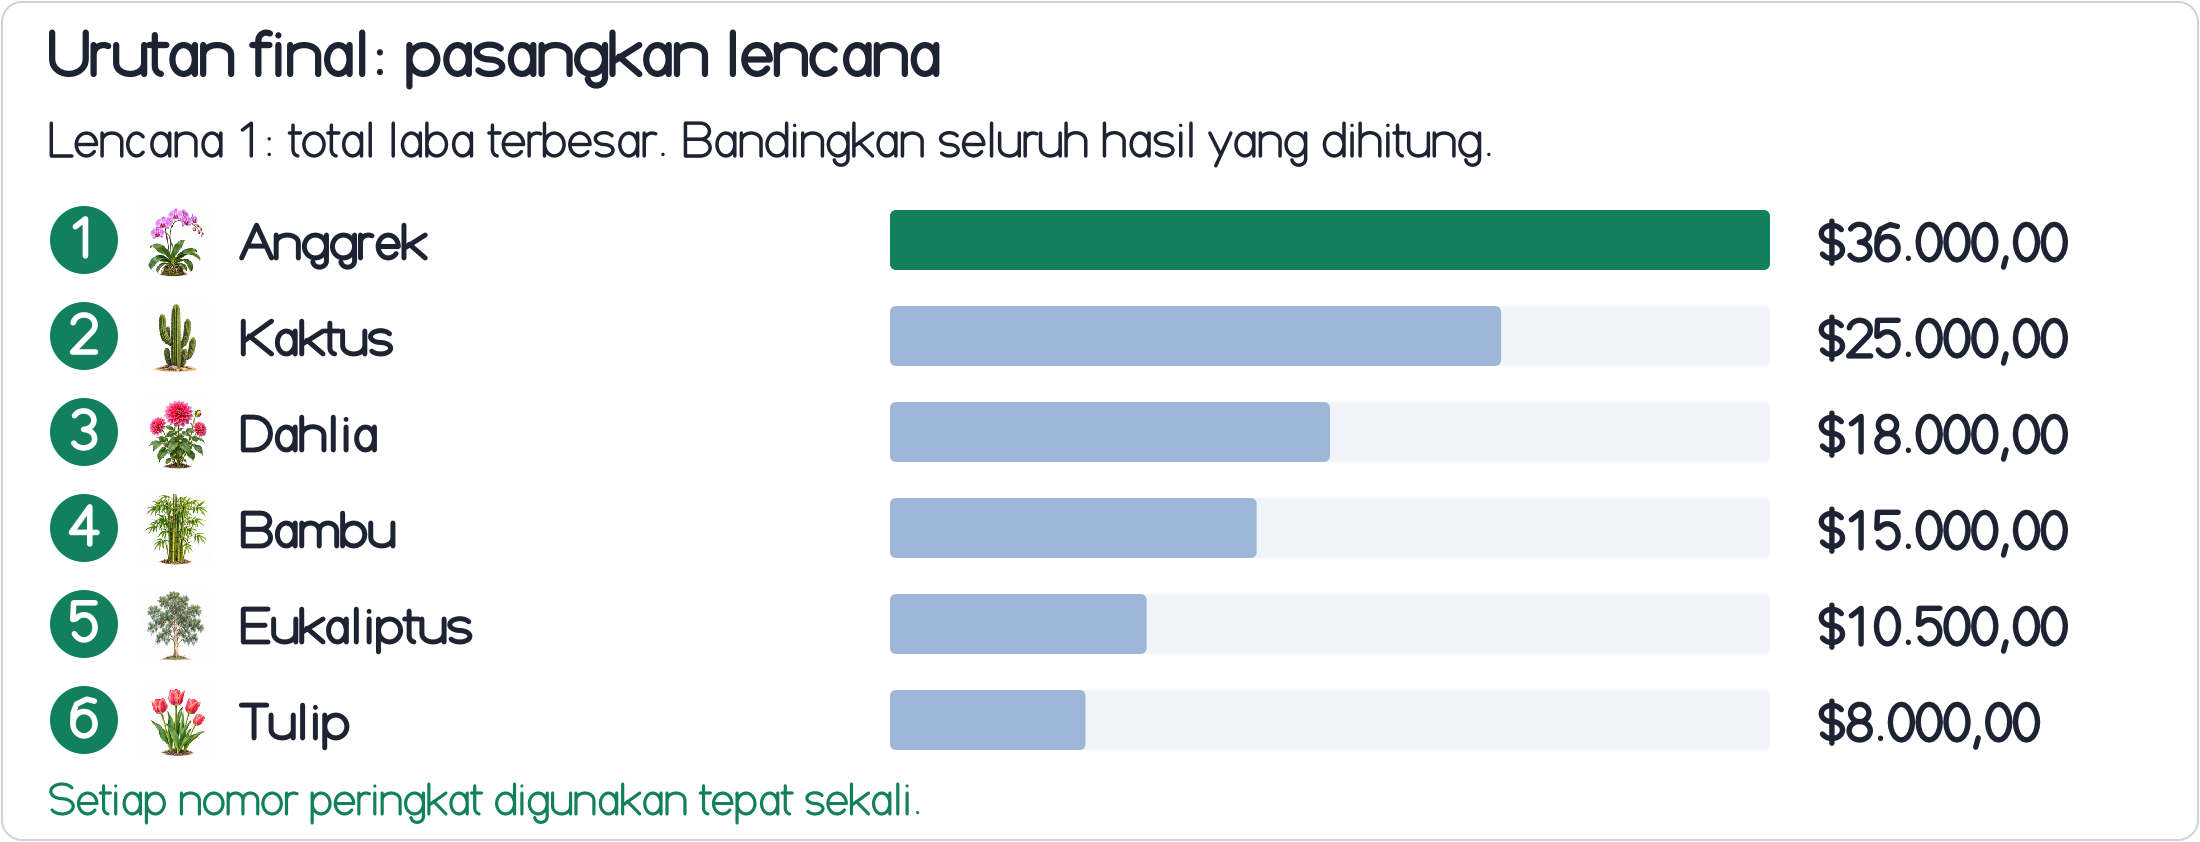 Urutan final: pasangkan lencana
Lencana 1: total laba terbesar. Bandingkan seluruh hasil yang dihitung.
1 Anggrek $36.000,00
2 Kaktus $25.000,00
3 Dahlia $18.000,00
4 Bambu $15.000,00
5 Eukaliptus $10.500,00
6 Tulip $8.000,00
Setiap nomor peringkat digunakan tepat sekali.